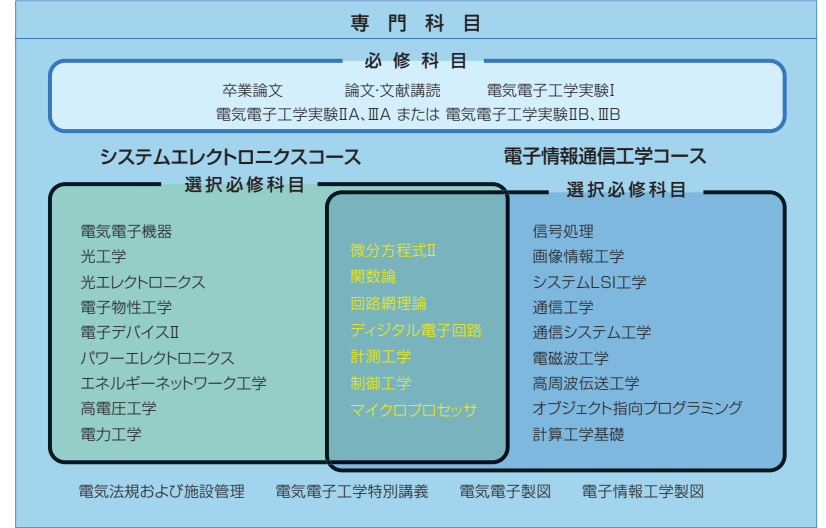 専門科目
必修科目
卒業論文 論文・文献講読 電気電子工学実験Ⅰ
電気電子工学実験ⅡA、ⅢA または 電気電子工学実験ⅡB、ⅢB
システムエレクトロニクスコース
選択必修科目
電気電子機器
光工学
光エレクトロニクス
電子物性工学
電子デバイスⅡ
パワーエレクトロニクス
エネルギーネットワーク工学
高電圧工学
電力工学
微分方程式Ⅱ
関数論
回路網理論
ディジタル電子回路
計測工学
制御工学
マイクロプロセッサ
電子情報通信工学コース
選択必修科目
信号処理
画像情報工学
システムLSI工学
通信工学
通信システム工学
電磁波工学
高周波伝送工学
オブジェクト指向プログラミング
計算工学基礎
電気法規および施設管理 電気電子工学特別講義 電気電子製図 電子情報工学製図